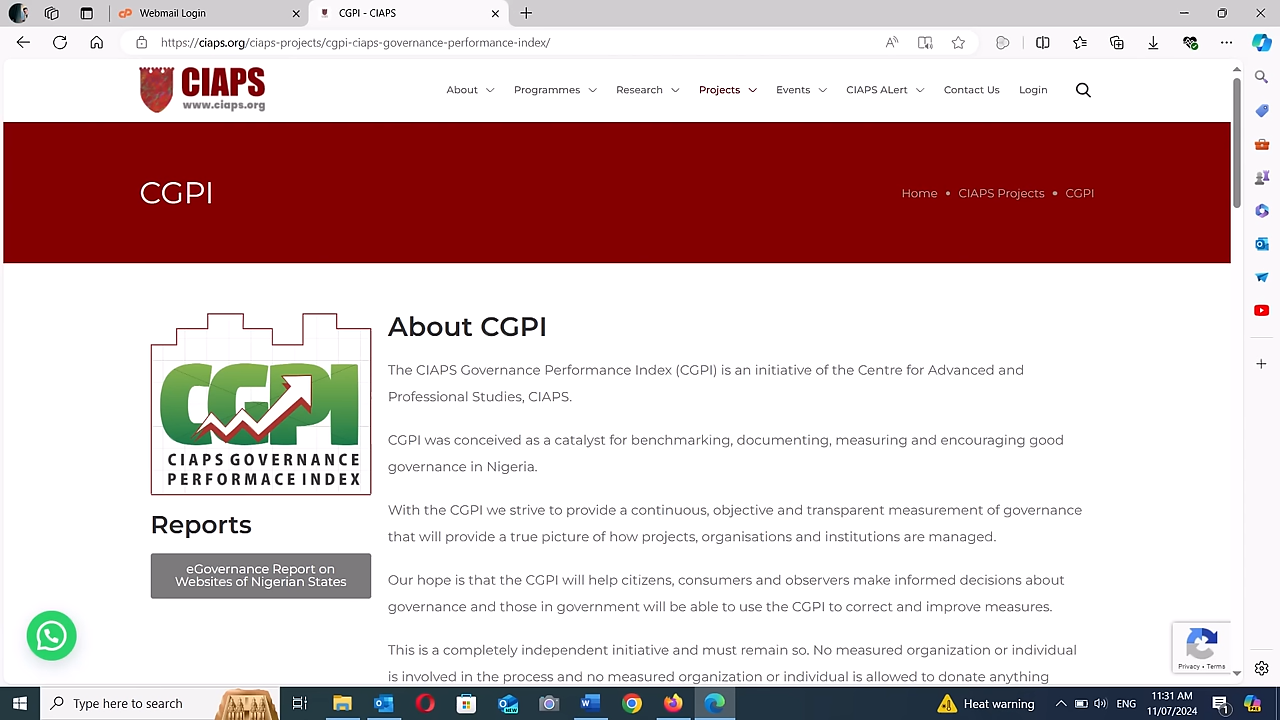 Webmail Login
CGPI - CIAPS
https://ciaps.org/ciaps-projects/cgpi-ciaps-governance-performance-index/
CIAPS
www.ciaps.org
About Programmes Research Projects Events CIAPS ALert Contact Us Login
CGPI
Home • CIAPS Projects • CGPI
CGPI
CIAPS GOVERNANCE
PERFORMACE INDEX
Reports
eGovernance Report on
Websites of Nigerian States
About CGPI
The CIAPS Governance Performance Index (CGPI) is an initiative of the Centre for Advanced and
Professional Studies, CIAPS.
CGPI was conceived as a catalyst for benchmarking, documenting, measuring and encouraging good
governance in Nigeria.
With the CGPI we strive to provide a continuous, objective and transparent measurement of governance
that will provide a true picture of how projects, organisations and institutions are managed.
Our hope is that the CGPI will help citizens, consumers and observers make informed decisions about
governance and those in government will be able to use the CGPI to correct and improve measures.
This is a completely independent initiative and must remain so. No measured organization or individual
is involved in the process and no measured organization or individual is allowed to donate anything
Privacy • Terms
Type here to search
NEW
Heat warning
ENG
11:31 AM
11/07/2024
1